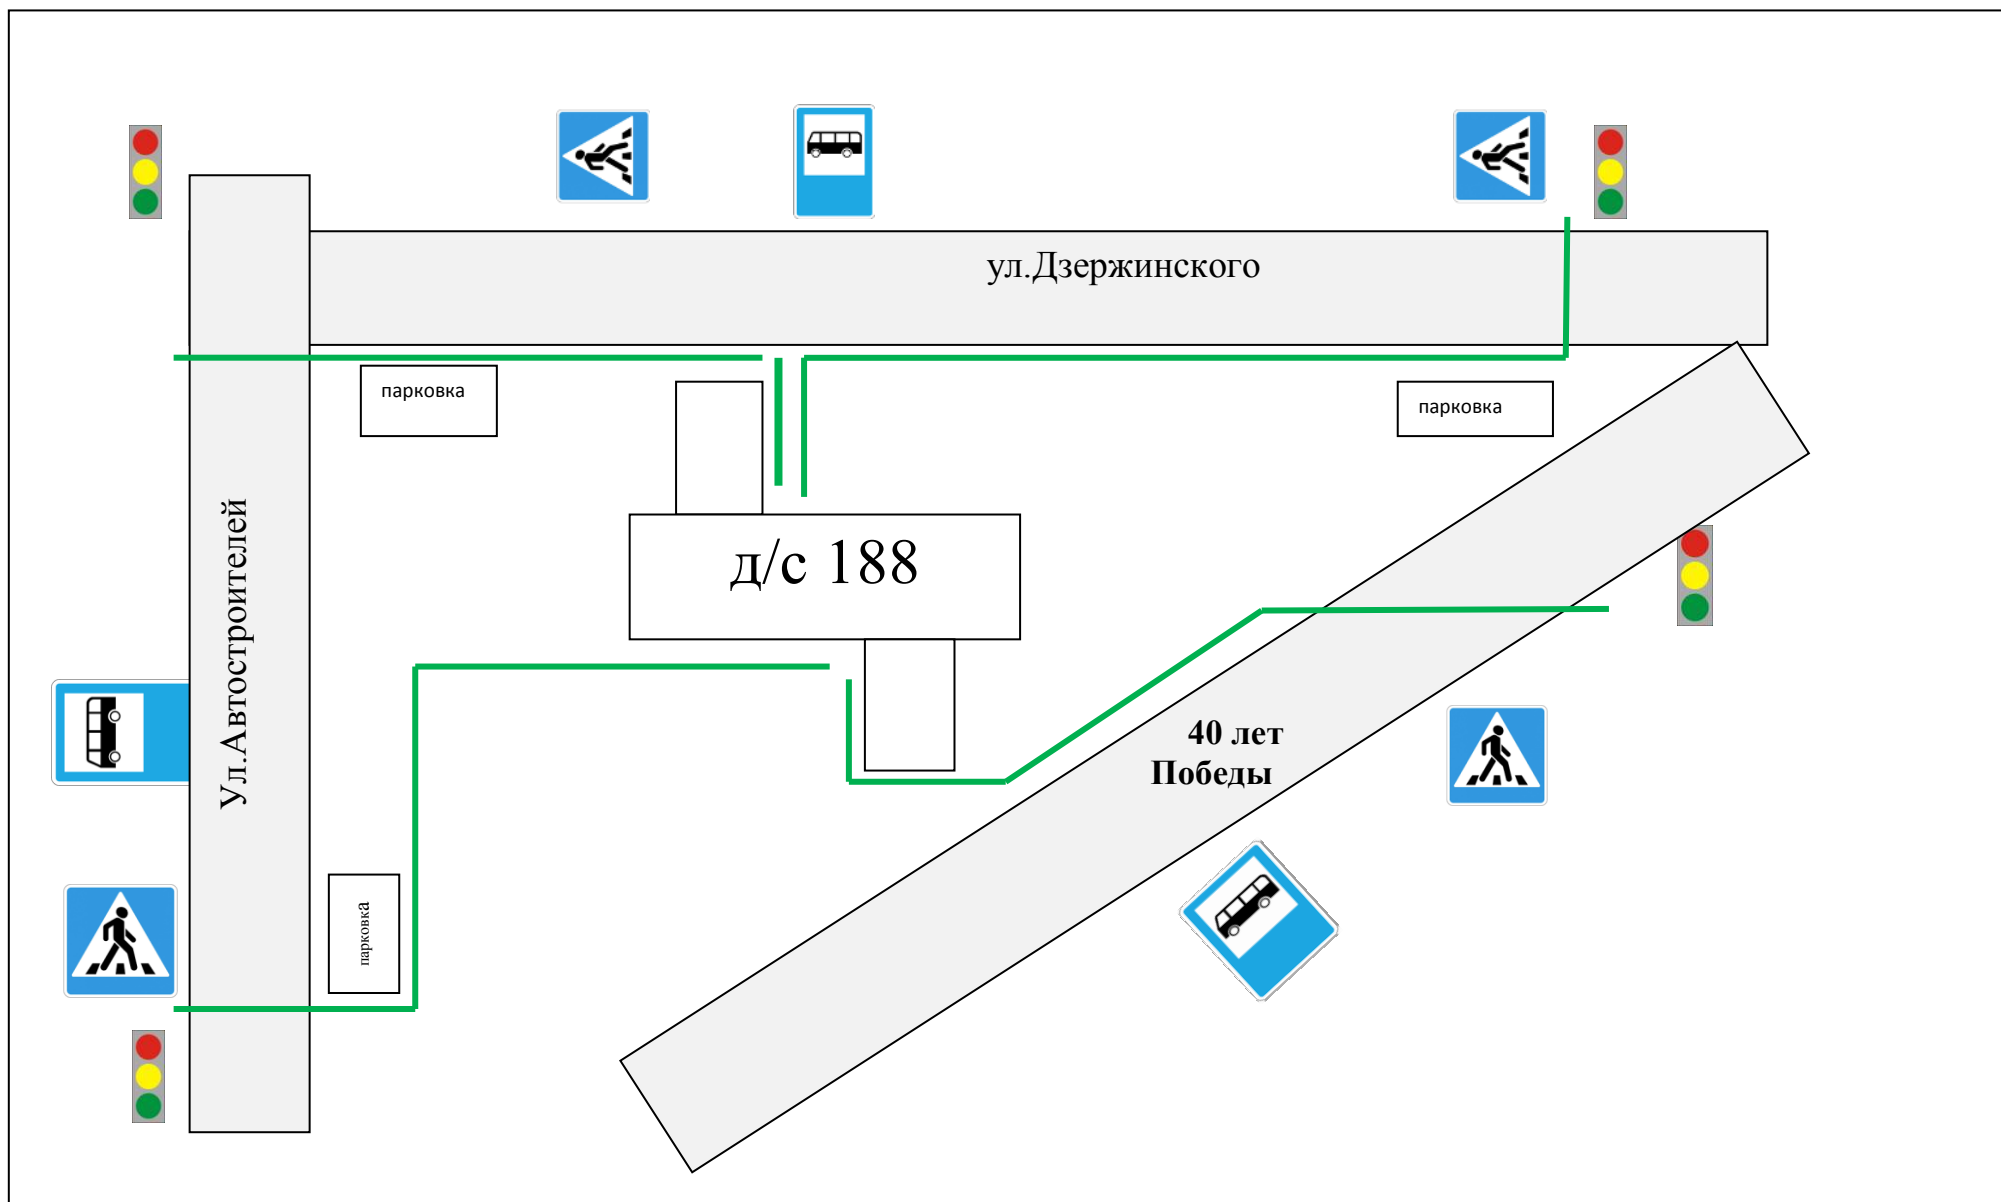 ул.Дзержинского
парковка
парковка
Ул.Автостроителей
д/с 188
40 лет
Победы
парковка